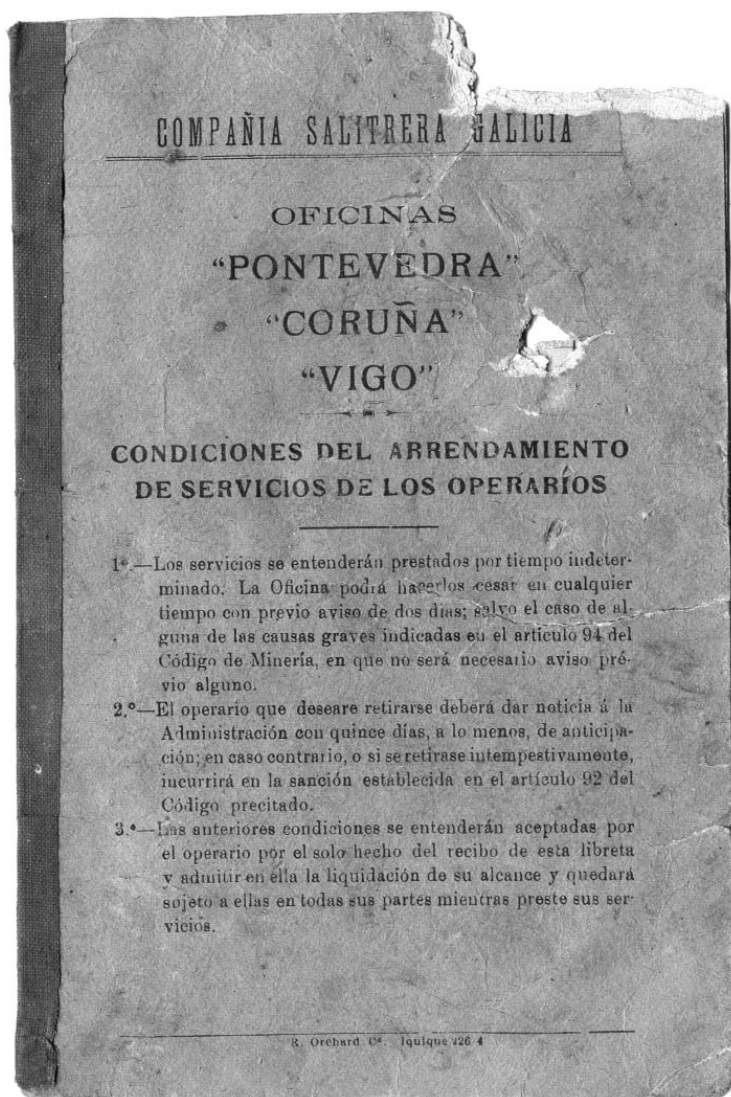 COMPAÑIA SALITRERA GALICIA
OFICINAS
"PONTEVEDRA"
"CORUÑA"
"VIGO"
CONDICIONES DEL ARRENDAMIENTO
DE SERVICIOS DE LOS OPERARÍOS
1ª.—Los servicios se entenderán prestados por tiempo indeter-
minado. La Oficina podrá hacerlos cesar en cualquier
tiempo con previo aviso de dos días; salvo el caso de al-
guna de las causas graves indicadas en el articulo 94 del
Código de Minería, en que no será necesario aviso pré-
vio alguno.
2.º—El operario que deseare retirarse deberá dar noticia á la
Administración con quince días, a lo menos, de anticipa-
ción; en caso contrario, o si se retirase intempestivamente,
incurrirá en la sanción establecida en el artículo 92 del
Código precitado.
3.ª—Las anteriores condiciones se entenderán aceptadas por
el operario por el solo hecho del recibo de esta libreta
y admitir en ella la liquidación de su alcance y quedará
sujeto a ellas en todas sus partes mientras preste sus ser-
vicios.
R. Orchard Cª. Iquique